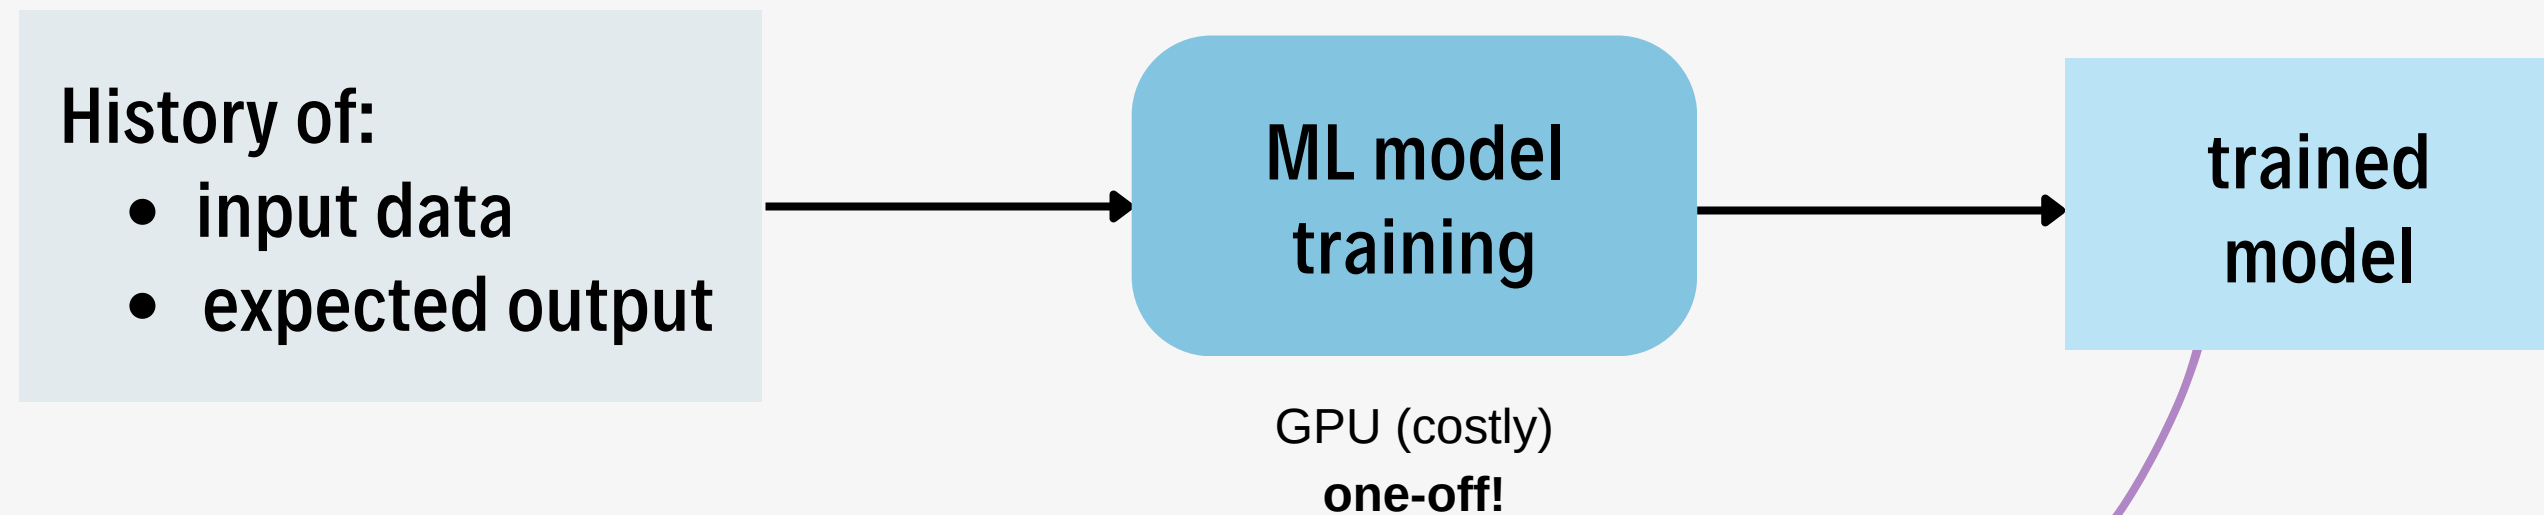 History of:
• input data
• expected output
ML model
training
GPU (costly)
one-off!
trained
model